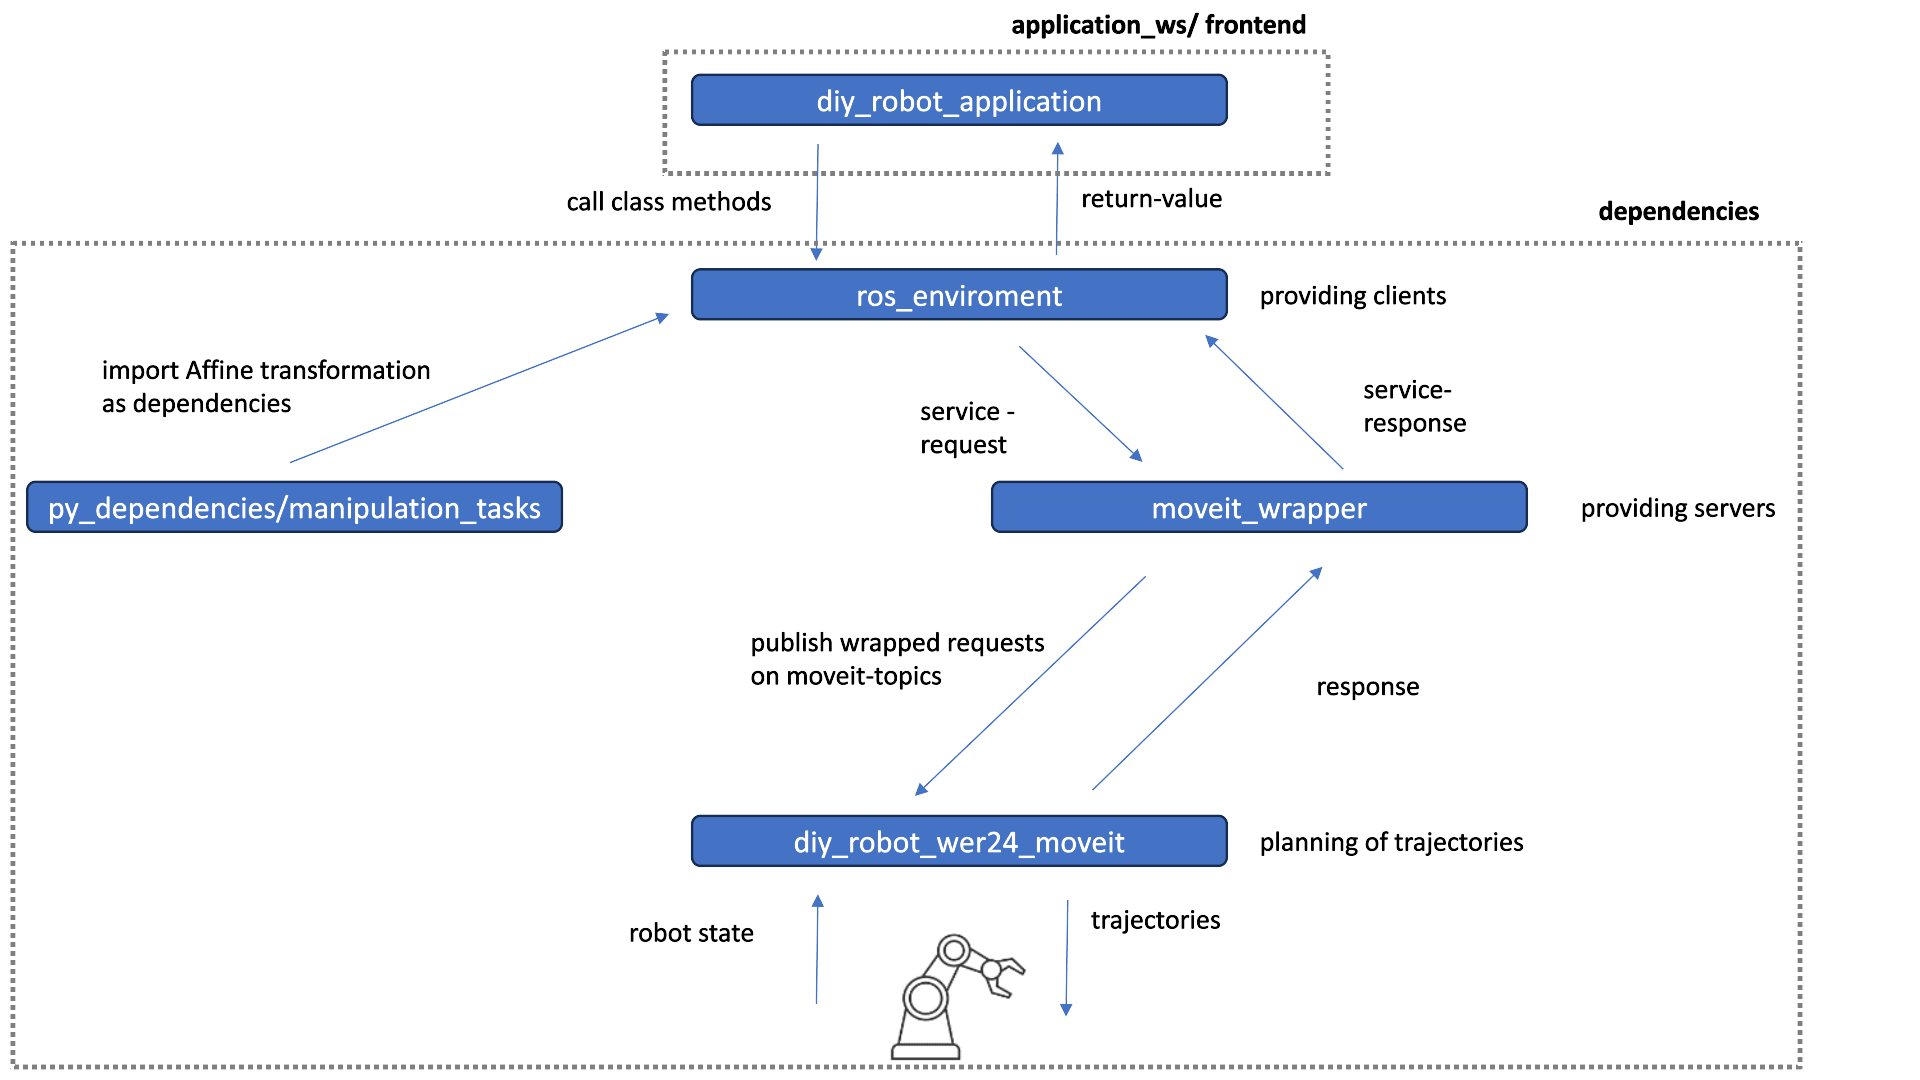 application_ws/ frontend
diy_robot_application
call class methods
return-value
dependencies
ros_enviroment
providing clients
import Affine transformation
as dependencies
service -
request
service-
response
py_dependencies/manipulation_tasks
moveit_wrapper
providing servers
publish wrapped requests
on moveit-topics
response
diy_robot_wer24_moveit
planning of trajectories
robot state
trajectories